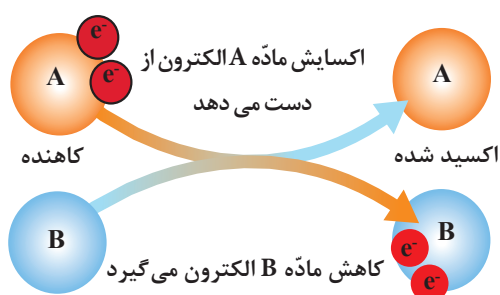 e-
A
e-
اکسایش مادّه A الکترون از
دست می دهد
A
کاهنده
اکسید شده
B
B
e-
e-
کاهش مادّه B الکترون می گیرد